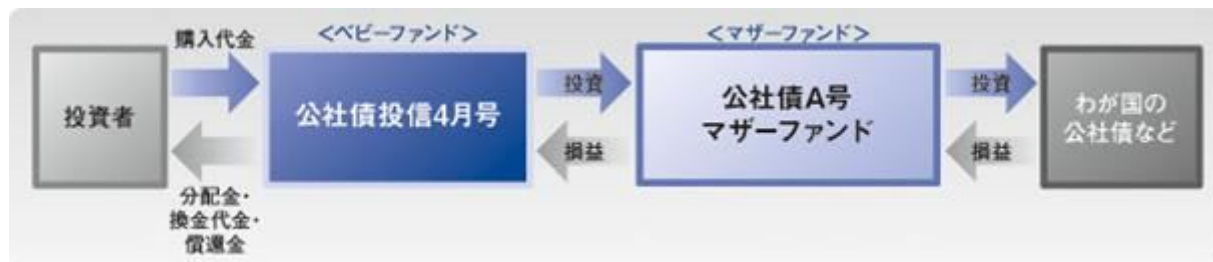 投資者
購入代金
分配金・
換金代金・
償還金
＜ベビーファンド＞
公社債投信4月号
投資
損益
＜マザーファンド＞
公社債A号
マザーファンド
投資
損益
わが国の
公社債など